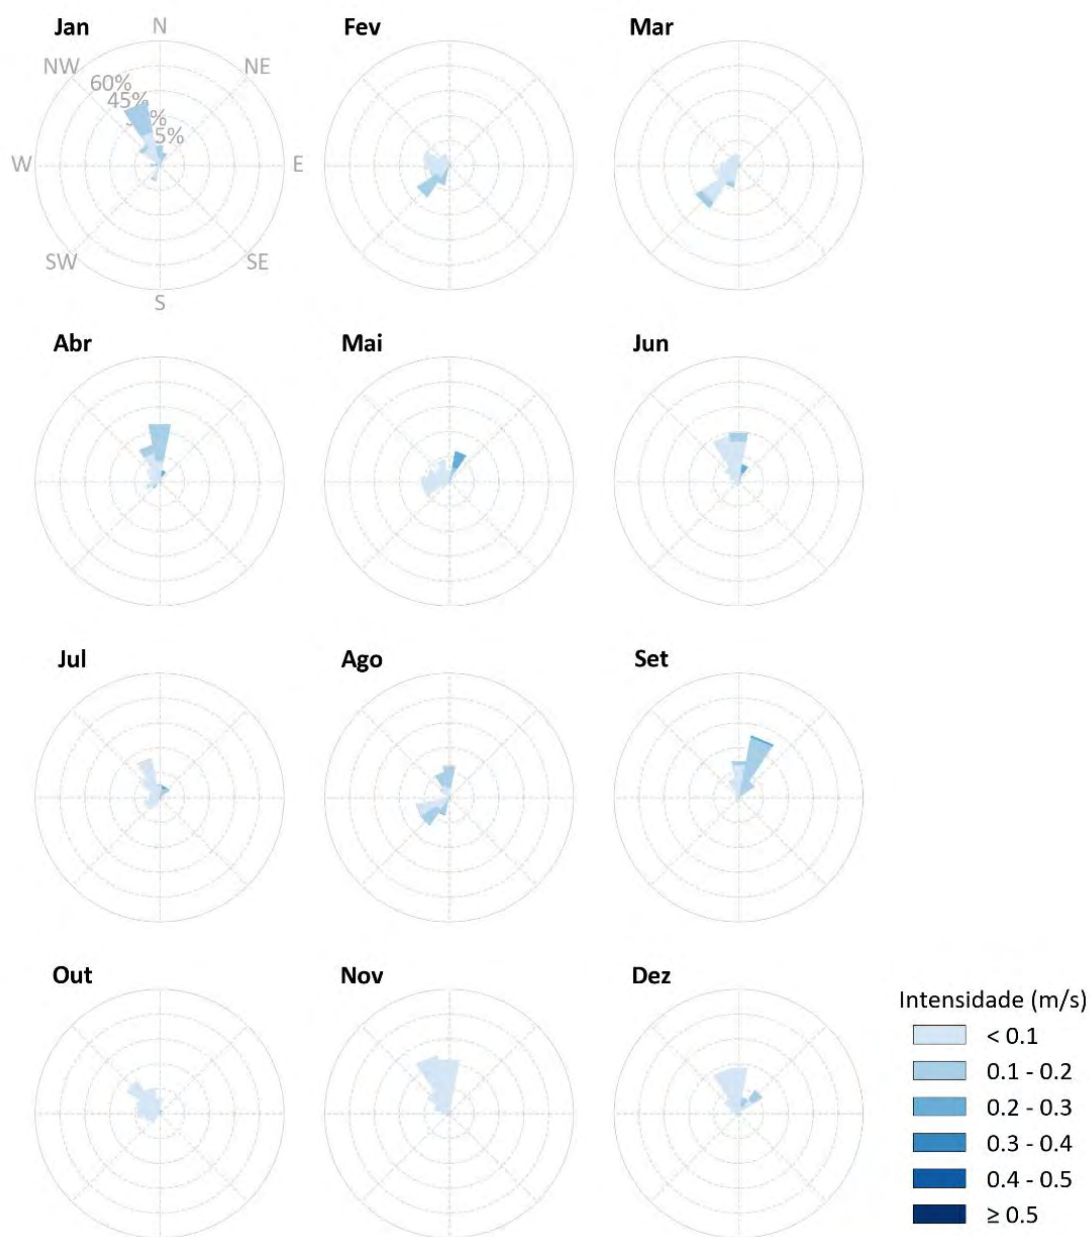 Jan
N
Fev
Mar
NW
NE
60%
45%
5%
W
E
SW
SE
S
Abr
Mai
Jun
Jul
Ago
Set
Out
Nov
Dez
Intensidade (m/s)
< 0.1
0.1 - 0.2
0.2 - 0.3
0.3 - 0.4
0.4 - 0.5
≥ 0.5